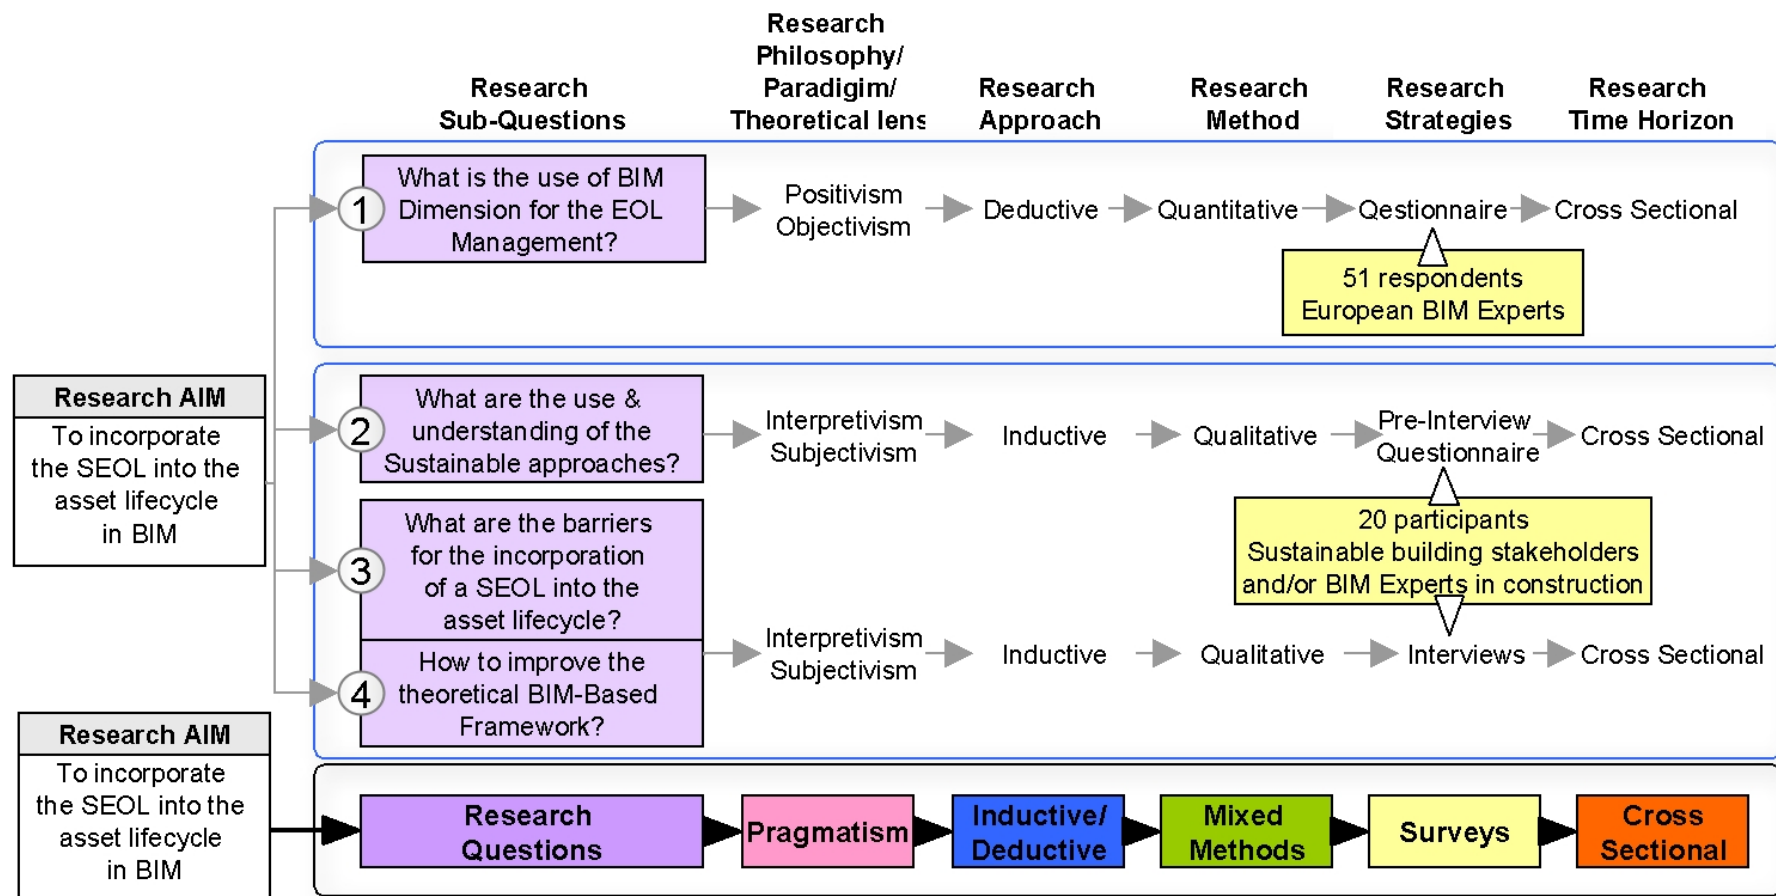 Research
Philosophy/
Paradigim/
Theoretical lens
Research
Sub-Questions
Research
Approach
Research
Method
Research
Strategies
Research
Time Horizon
1
What is the use of BIM
Dimension for the EOL
Management?
Positivism
Objectivism
Deductive
Quantitative
Qestionnaire
Cross Sectional
51 respondents
European BIM Experts
Research AIM
To incorporate
the SEOL into the
asset lifecycle
in BIM
2
What are the use &
understanding of the
Sustainable approaches?
Interpretivism
Subjectivism
Inductive
Qualitative
Pre-Interview
Questionnaire
Cross Sectional
20 participants
Sustainable building stakeholders
and/or BIM Experts in construction
3
What are the barriers
for the incorporation
of a SEOL into the
asset lifecycle?
4
How to improve the
theoretical BIM-Based
Framework?
Interpretivism
Subjectivism
Inductive
Qualitative
Interviews
Cross Sectional
Research AIM
To incorporate
the SEOL into the
asset lifecycle
in BIM
Research
Questions
Pragmatism
Inductive/
Deductive
Mixed
Methods
Surveys
Cross
Sectional